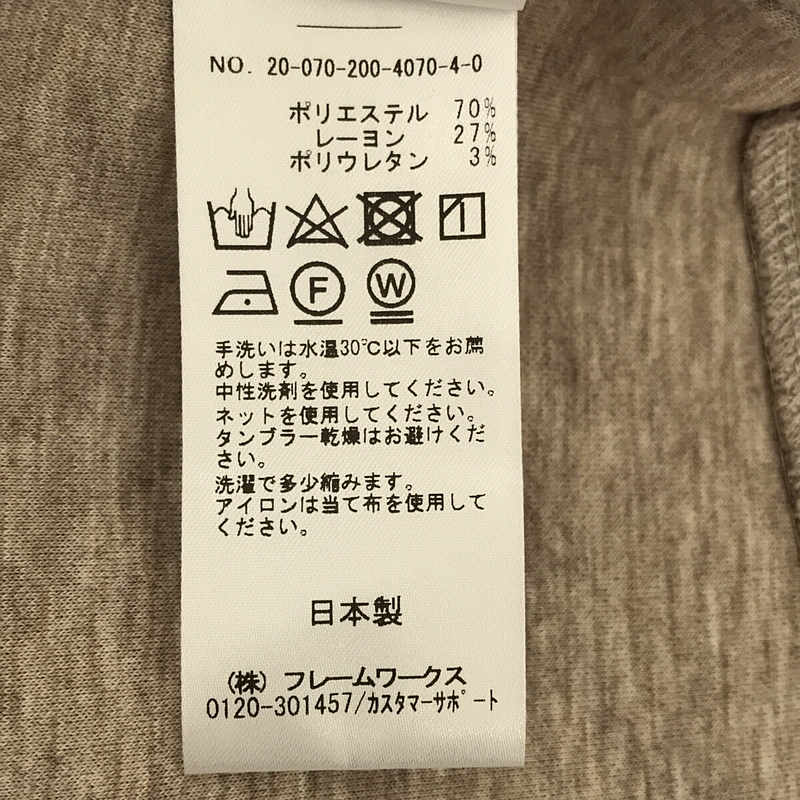 NO. 20-070-200-4070-4-0
ポリエステル 70%
レーヨン 27%
ポリウレタン 3%
F W
手洗いは水温30℃以下をお薦
めします。
中性洗剤を使用してください。
ネットを使用してください。
タンブラー乾燥はお避けくだ
さい。
洗濯で多少縮みます。
アイロンは当て布を使用して
ください。
日本製
(株) フレームワークス
0120-301457/カスタマーサポート